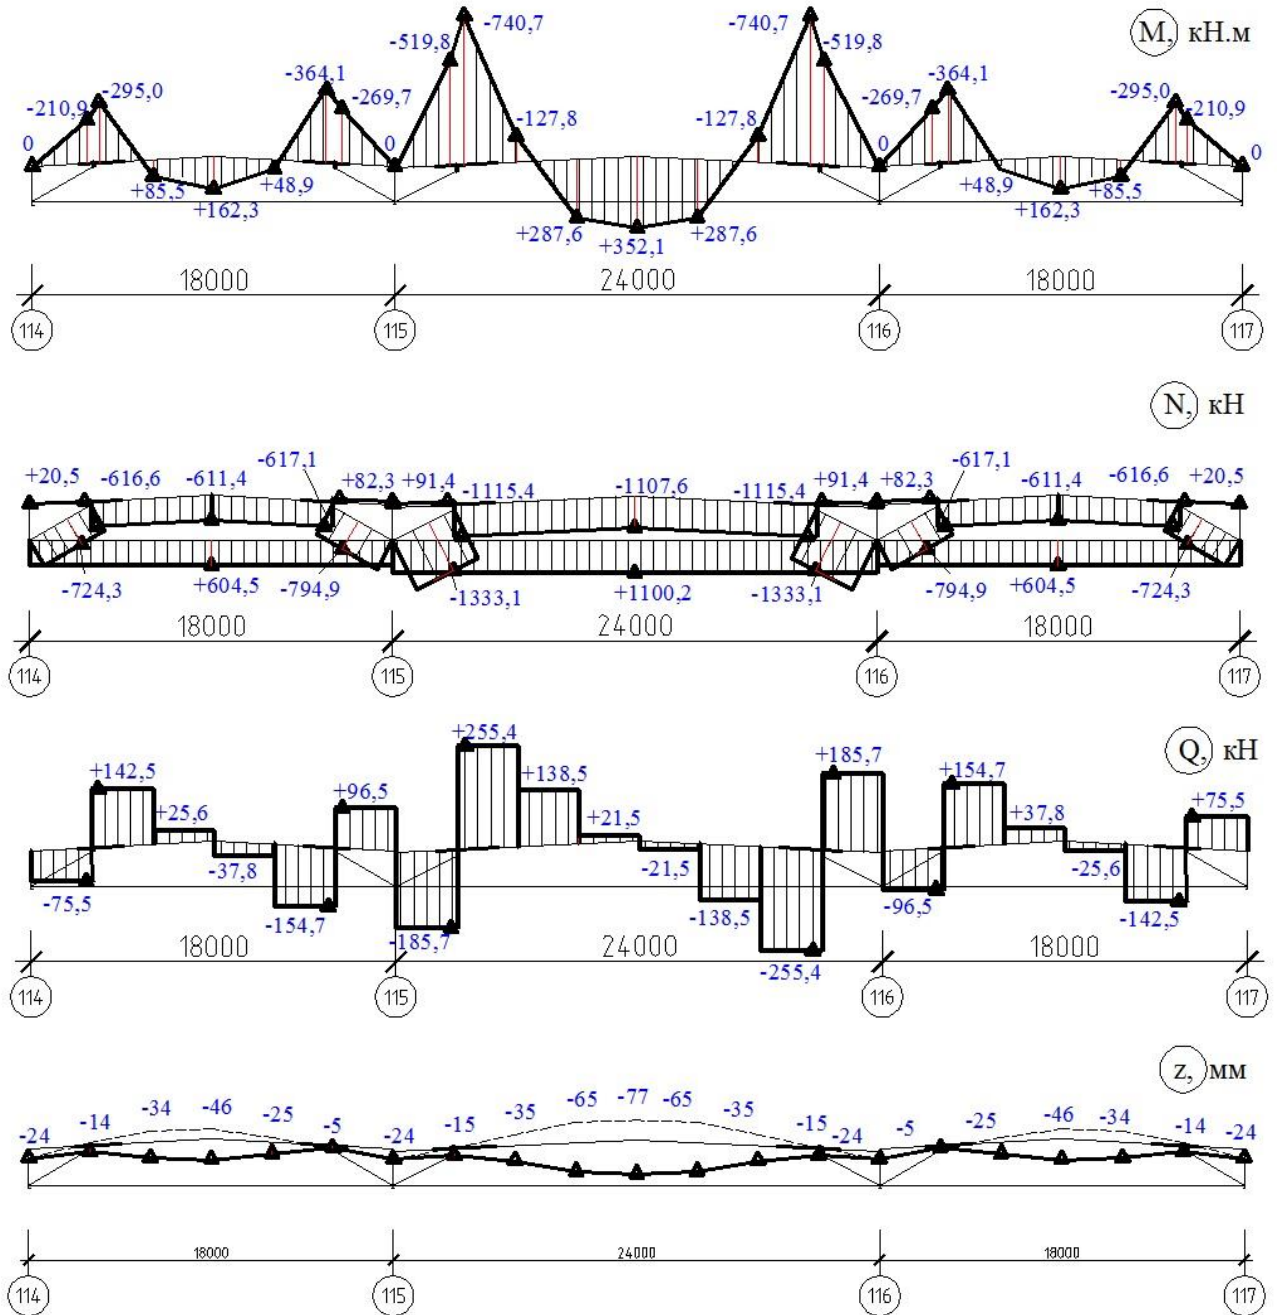 M, кН.м
-740,7 -740,7
-519,8 -519,8
-295,0 -364,1 -364,1 -295,0
-210,9 -269,7 -127,8 -127,8 -269,7 -210,9
0 0 0 0
+85,5 +48,9 +48,9 +85,5
+162,3 +287,6 +287,6 +162,3
+352,1
18000 24000 18000
114 115 116 117
N, кН
-617,1 -617,1
+20,5 -616,6 -611,4 +82,3 +91,4 -1115,4 -1107,6 -1115,4 +91,4 +82,3 -611,4 -616,6 +20,5
-724,3 +604,5 -794,9 -1333,1 +1100,2 -1333,1 -794,9 +604,5 -724,3
18000 24000 18000
114 115 116 117
Q, кН
+255,4 +185,7
+142,5 +96,5 +138,5 +154,7 +75,5
+25,6 +21,5 +37,8
-37,8 -21,5 -25,6
-75,5 -154,7 -138,5 -96,5 -142,5
-185,7 -255,4
18000 24000 18000
114 115 116 117
z, мм
-24 -14 -34 -46 -25 -5 -24 -15 -35 -65 -77 -65 -35 -15 -24 -5 -25 -46 -34 -14 -24
18000 24000 18000
114 115 116 117